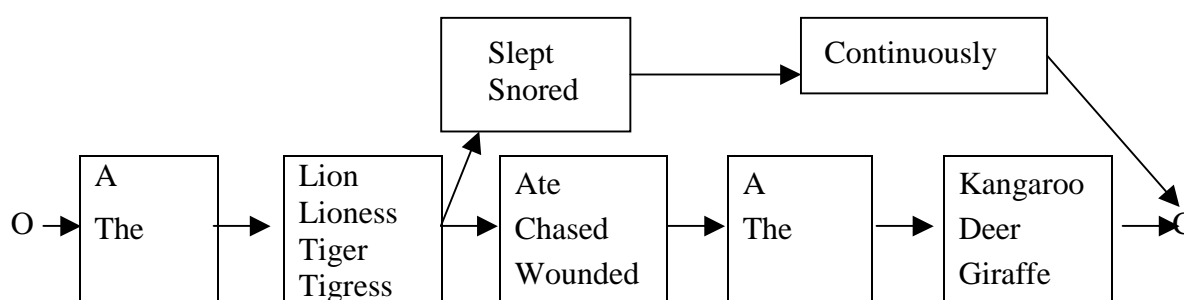 Slept
Snored
Continuously
O
A
The
Lion
Lioness
Tiger
Tigress
Ate
Chased
Wounded
A
The
Kangaroo
Deer
Giraffe